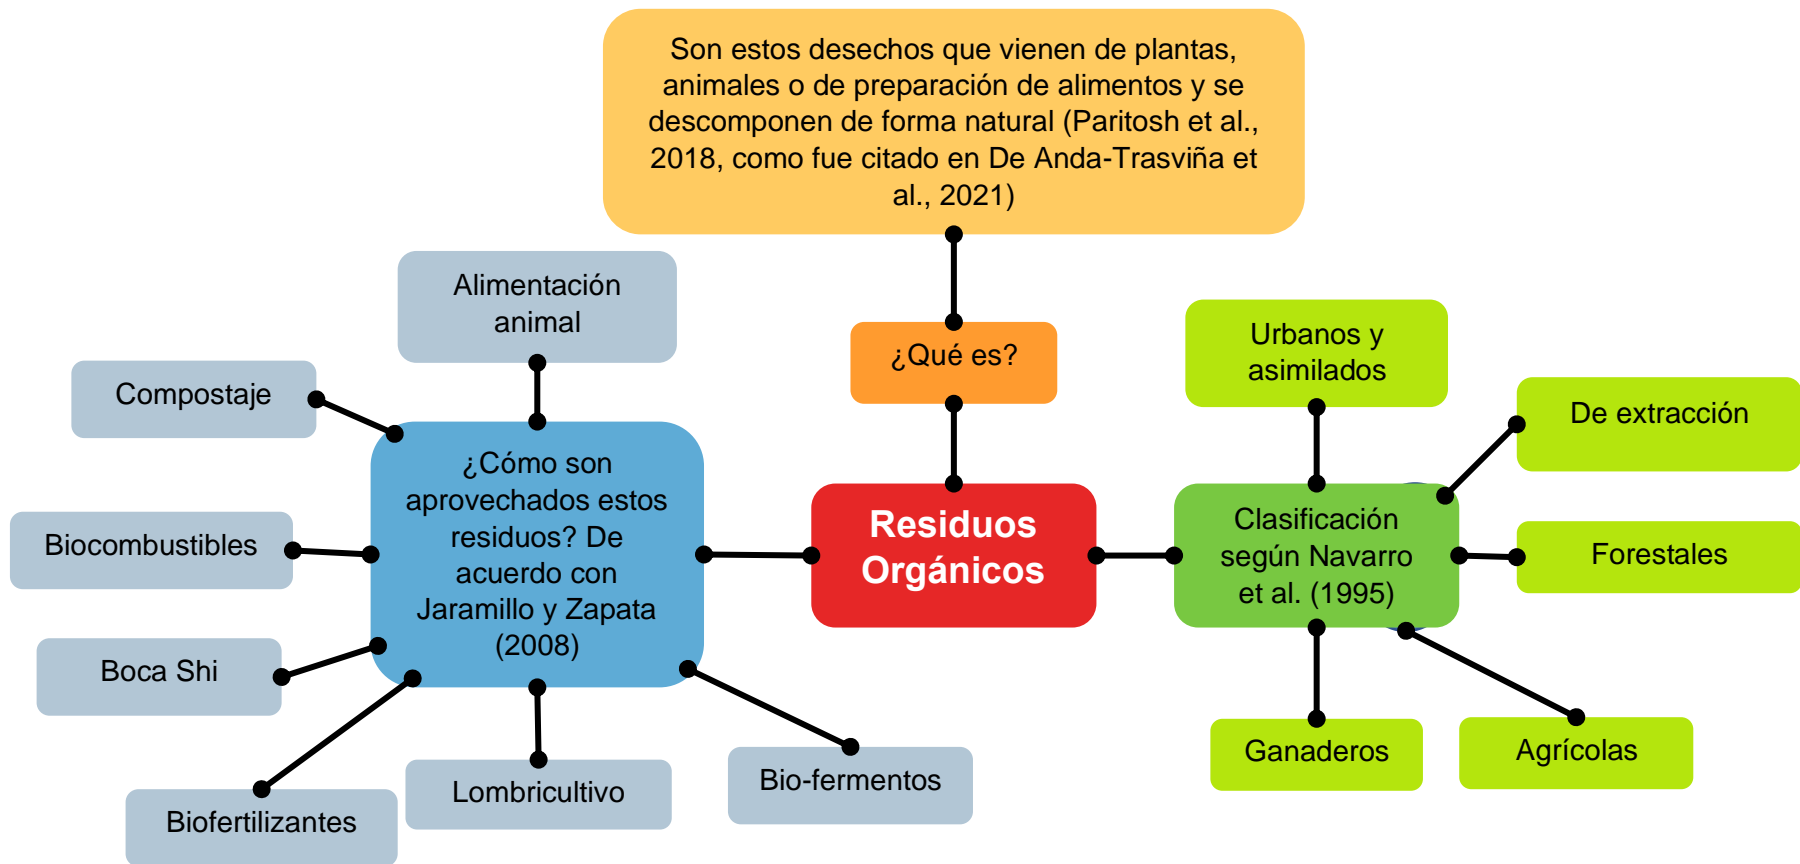 Son estos desechos que vienen de plantas,
animales o de preparación de alimentos y se
descomponen de forma natural (Paritosh et al.,
2018, como fue citado en De Anda-Trasviña et
al., 2021)
¿Qué es?
Residuos
Orgánicos
Alimentación
animal
Compostaje
Biocombustibles
Boca Shi
Biofertilizantes
Lombricultivo
Bio-fermentos
¿Cómo son
aprovechados estos
residuos? De
acuerdo con
Jaramillo y Zapata
(2008)
Urbanos y
asimilados
De extracción
Forestales
Agrícolas
Ganaderos
Clasificación
según Navarro
et al. (1995)